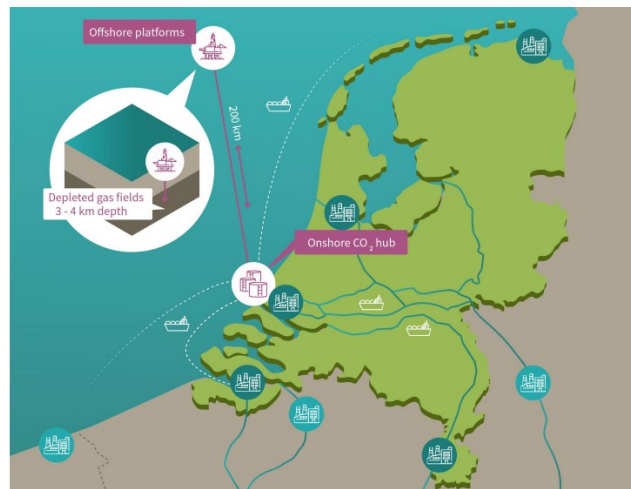 Offshore platforms
200 km
Depleted gas fields
3 - 4 km depth
Onshore CO₂ hub